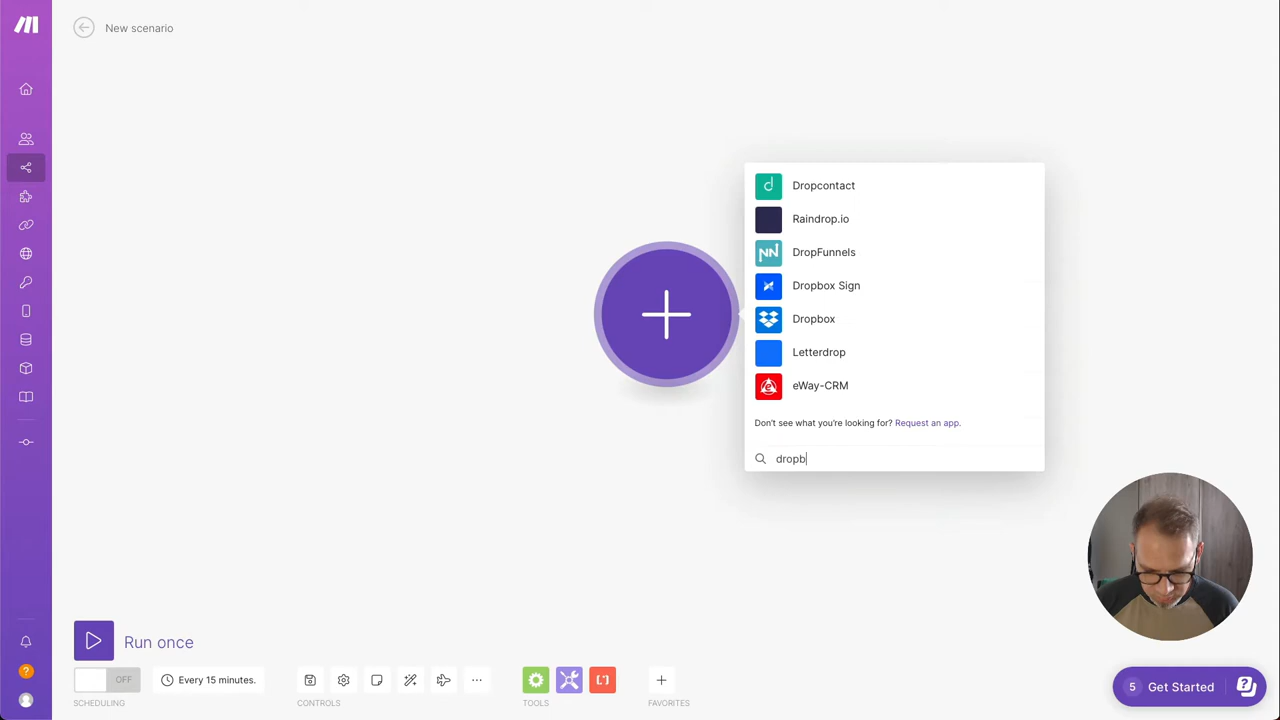 New scenario
Dropcontact
Raindrop.io
DropFunnels
Dropbox Sign
Dropbox
Letterdrop
eWay-CRM
Don't see what you're looking for? Request an app.
dropb
Run once
OFF
Every 15 minutes.
SCHEDULING
CONTROLS
TOOLS
FAVORITES
5 Get Started